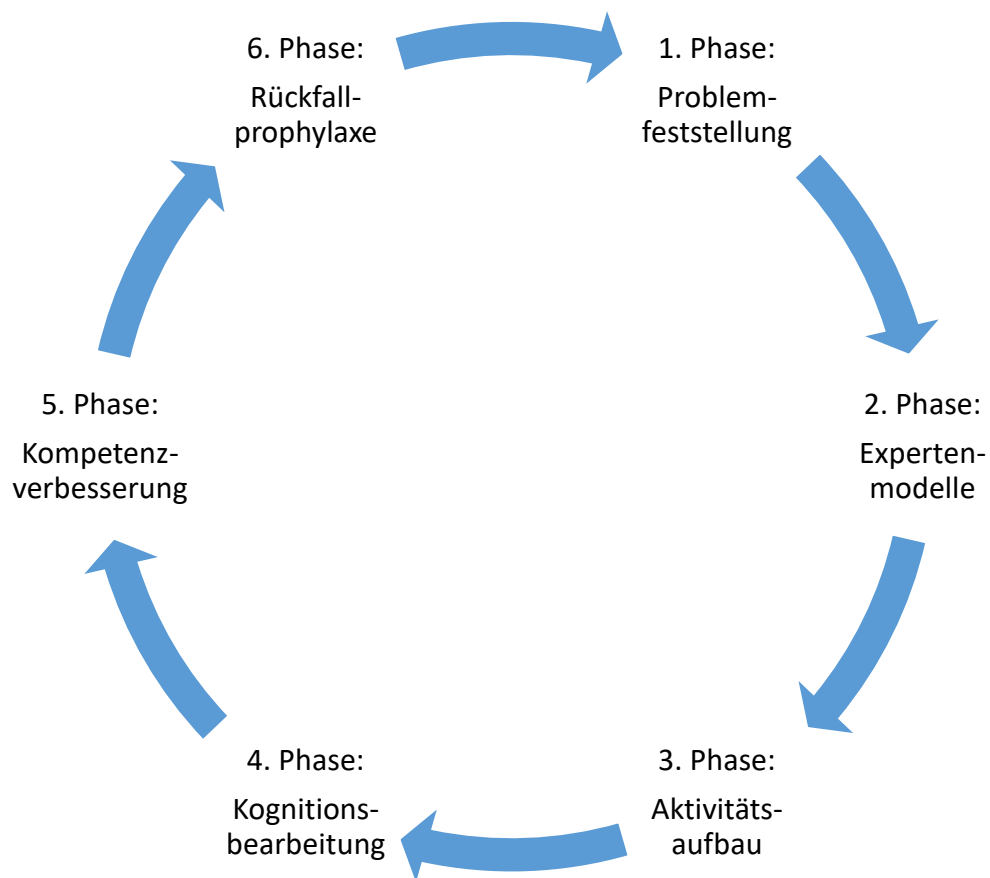 1. Phase:
Problem-
feststellung
2. Phase:
Experten-
modelle
3. Phase:
Aktivitäts-
aufbau
4. Phase:
Kognitions-
bearbeitung
5. Phase:
Kompetenz-
verbesserung
6. Phase:
Rückfall-
prophylaxe